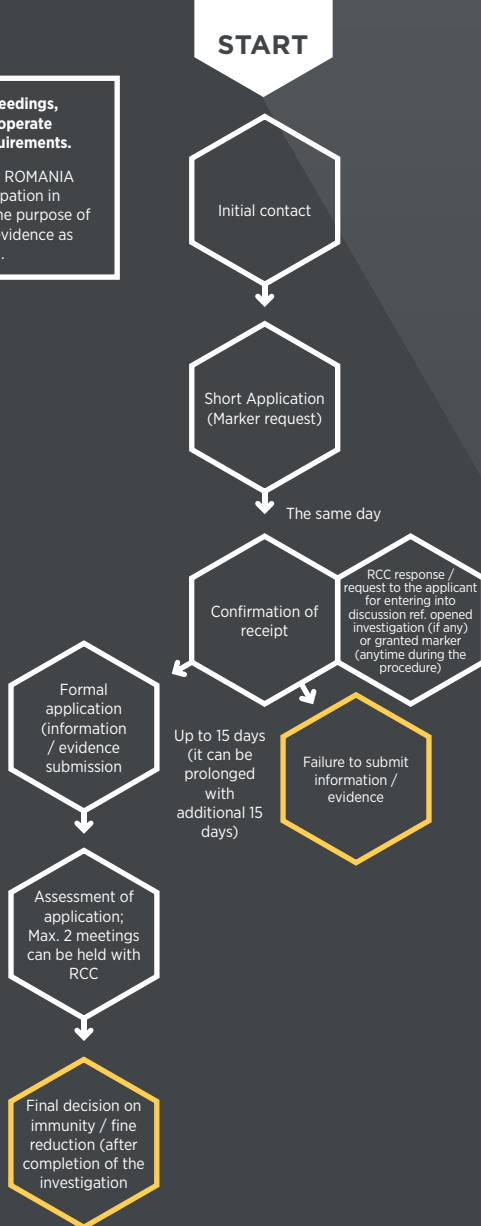 START
eedings,
operate
uirements.
ROMANIA
pation in
he purpose of
evidence as
.
Initial contact
Short Application
(Marker request)
The same day
Confirmation of
receipt
RCC response /
request to the applicant
for entering into
discussion ref. opened
investigation (if any)
or granted marker
(anytime during the
procedure)
Formal
application
(information
/ evidence
submission
Up to 15 days
(it can be
prolonged
with
additional 15
days)
Failure to submit
information /
evidence
Assessment of
application;
Max. 2 meetings
can be held with
RCC
Final decision on
immunity / fine
reduction (after
completion of the
investigation